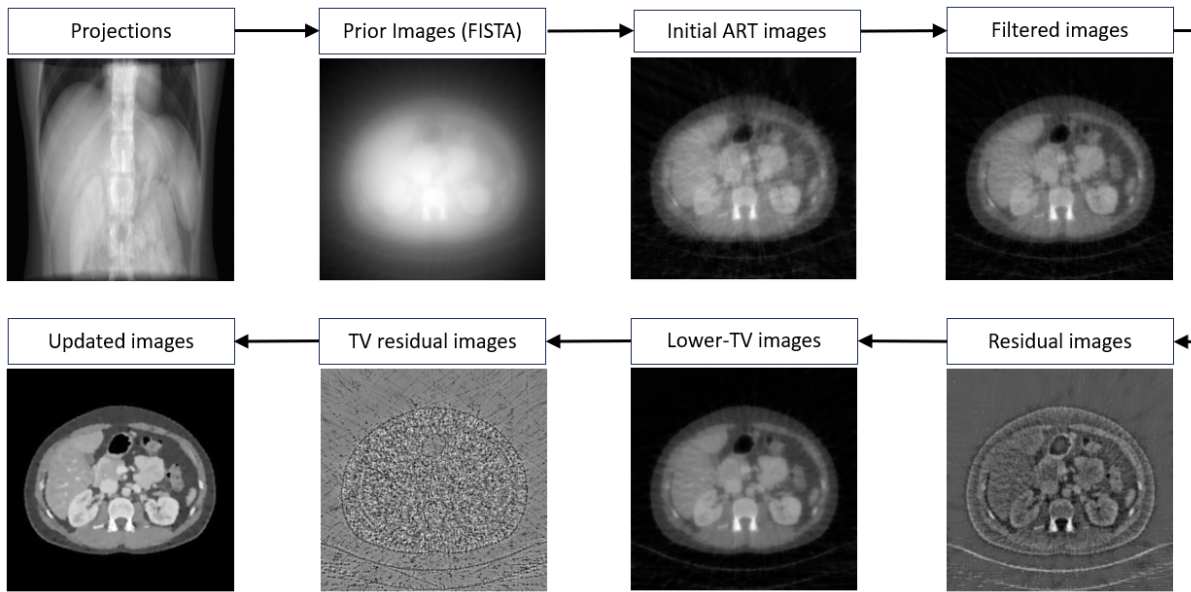 Projections
Prior Images (FISTA)
Initial ART images
Filtered images
Updated images
TV residual images
Lower-TV images
Residual images